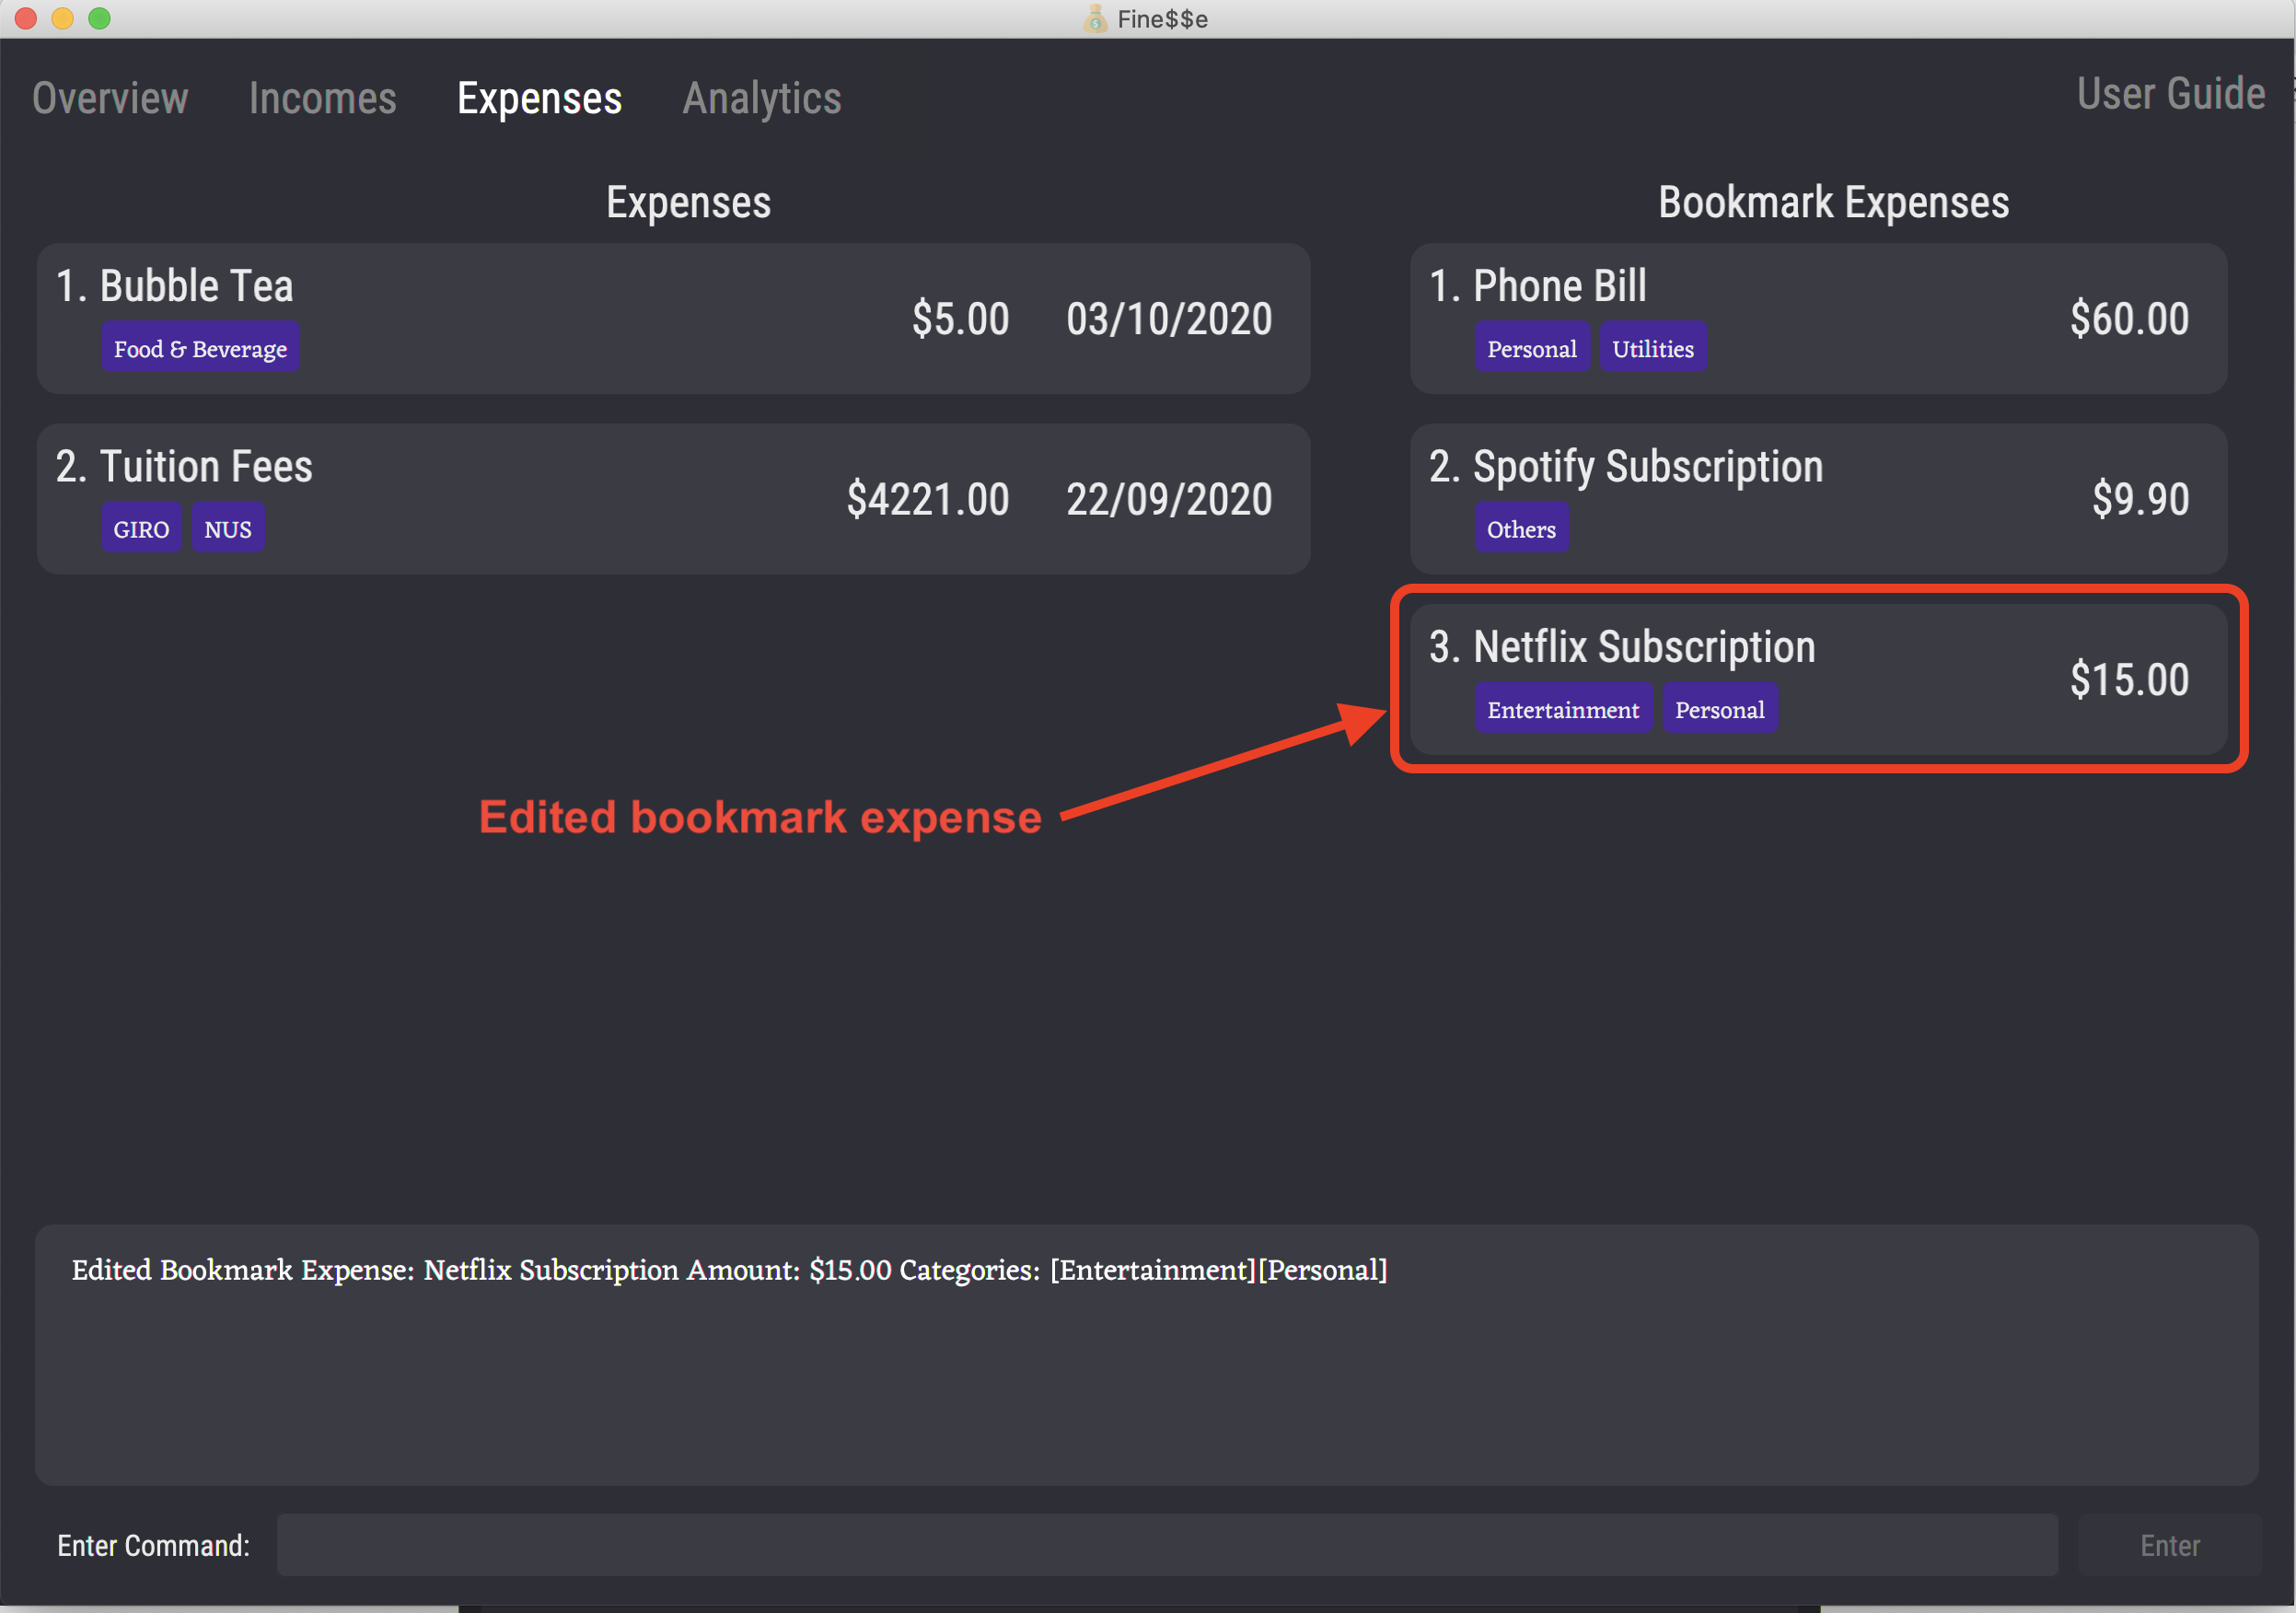 Fine$$e
Overview Incomes Expenses Analytics User Guide
Expenses
1. Bubble Tea
Food & Beverage
$5.00 03/10/2020
2. Tuition Fees
GIRO NUS
$4221.00 22/09/2020
Bookmark Expenses
1. Phone Bill
Personal Utilities
$60.00
2. Spotify Subscription
Others
$9.90
3. Netflix Subscription
Entertainment Personal
$15.00
Edited bookmark expense
Edited Bookmark Expense: Netflix Subscription Amount: $15.00 Categories: [Entertainment][Personal]
Enter Command: Enter